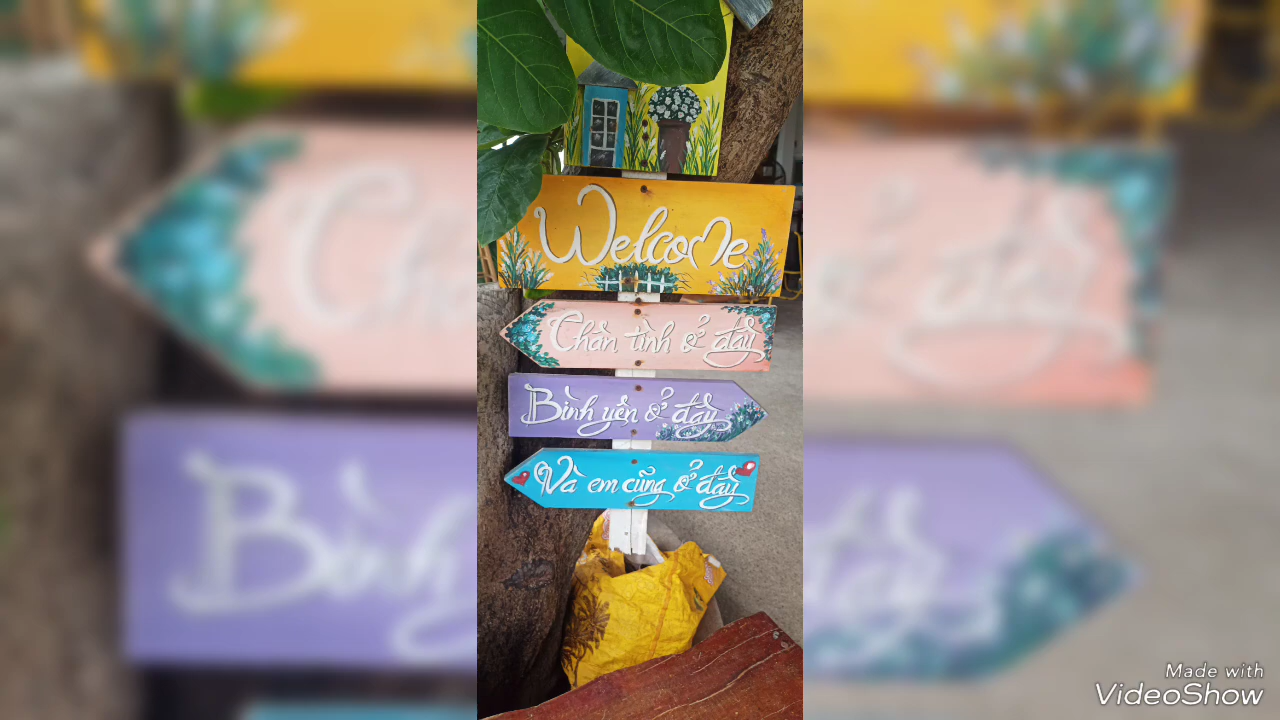 Welcome
Chân tình ở đây
Bình yên ở đây
Và em cũng ở đây
Made with
VideoShow